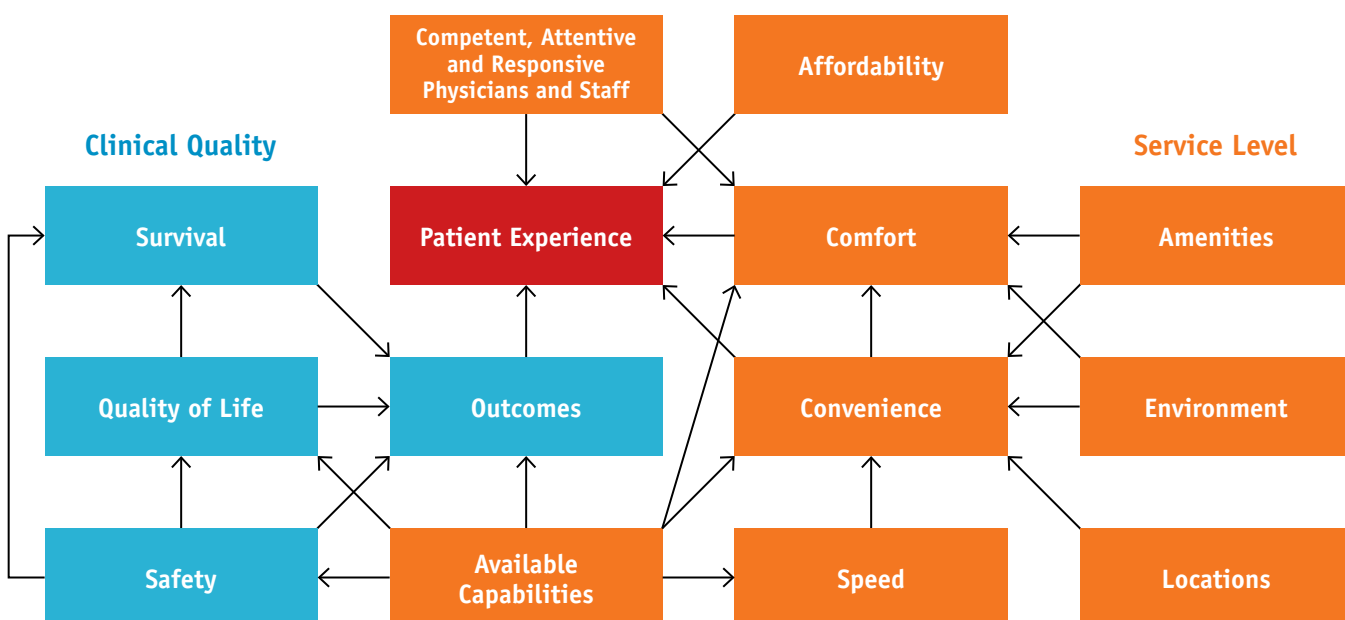 Competent, Attentive
and Responsive
Physicians and Staff
Affordability
Clinical Quality
Service Level
Survival
Patient Experience
Comfort
Amenities
Quality of Life
Outcomes
Convenience
Environment
Safety
Available
Capabilities
Speed
Locations